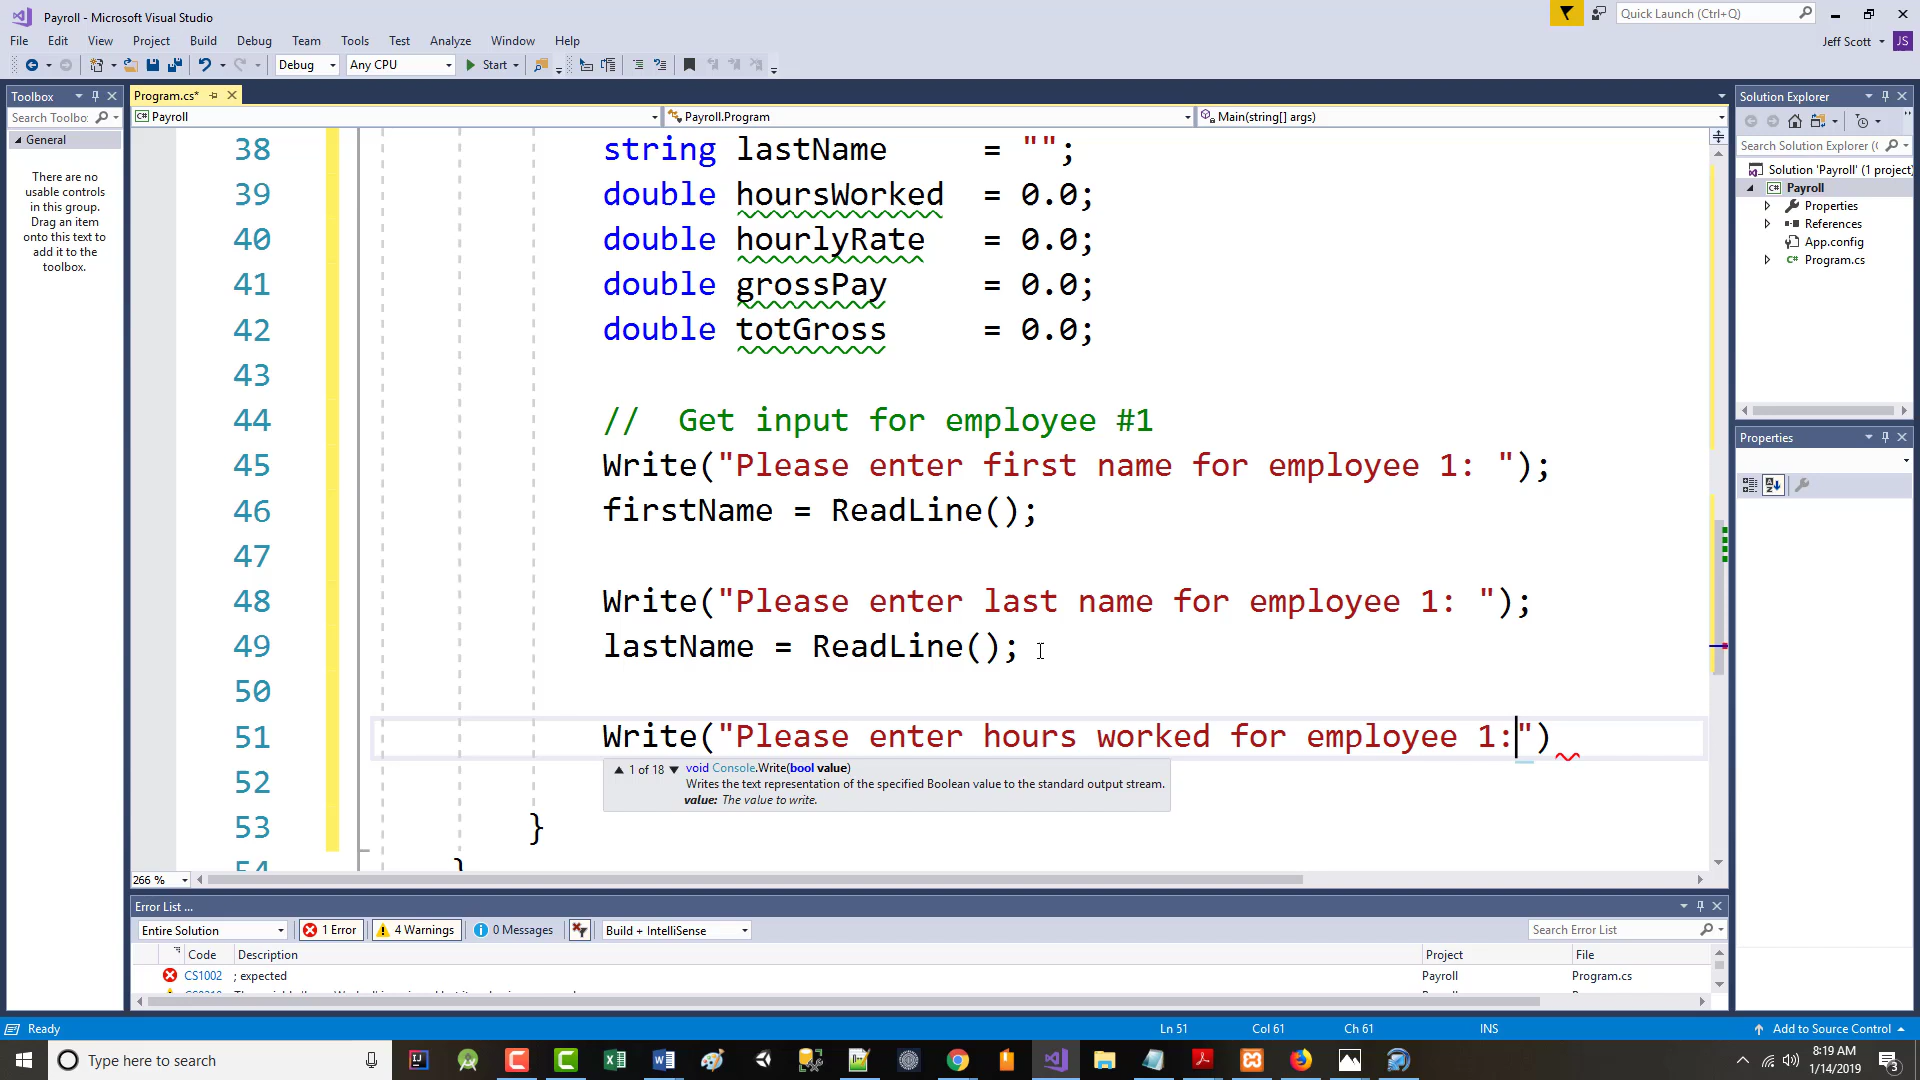 Payroll - Microsoft Visual Studio
Quick Launch (Ctrl+Q)
File Edit View Project Build Debug Team Tools Test Analyze Window Help
Jeff Scott JS
Debug Any CPU Start
Toolbox
Program.cs*
Solution Explorer
Search Toolbo
Payroll
Payroll.Program
Main(string[] args)
General
There are no
usable controls
in this group.
Drag an item
onto this text to
add it to the
toolbox.
Search Solution Explorer (
Solution 'Payroll' (1 project)
Payroll
Properties
References
App.config
Program.cs
Properties
38 string lastName = "";
39 double hoursWorked = 0.0;
40 double hourlyRate = 0.0;
41 double grossPay = 0.0;
42 double totGross = 0.0;
43
44 // Get input for employee #1
45 Write("Please enter first name for employee 1: ");
46 firstName = ReadLine();
47
48 Write("Please enter last name for employee 1: ");
49 lastName = ReadLine();
50
51 Write("Please enter hours worked for employee 1:")
1 of 18 void Console.Write(bool value)
Writes the text representation of the specified Boolean value to the standard output stream.
value: The value to write.
52
53 }
54 }
266 %
Error List ...
Entire Solution 1 Error 4 Warnings 0 Messages Build + IntelliSense Search Error List
Code Description Project File
CS1002 ; expected Payroll Program.cs
Ready Ln 51 Col 61 Ch 61 INS Add to Source Control
Type here to search
8:19 AM
1/14/2019
3